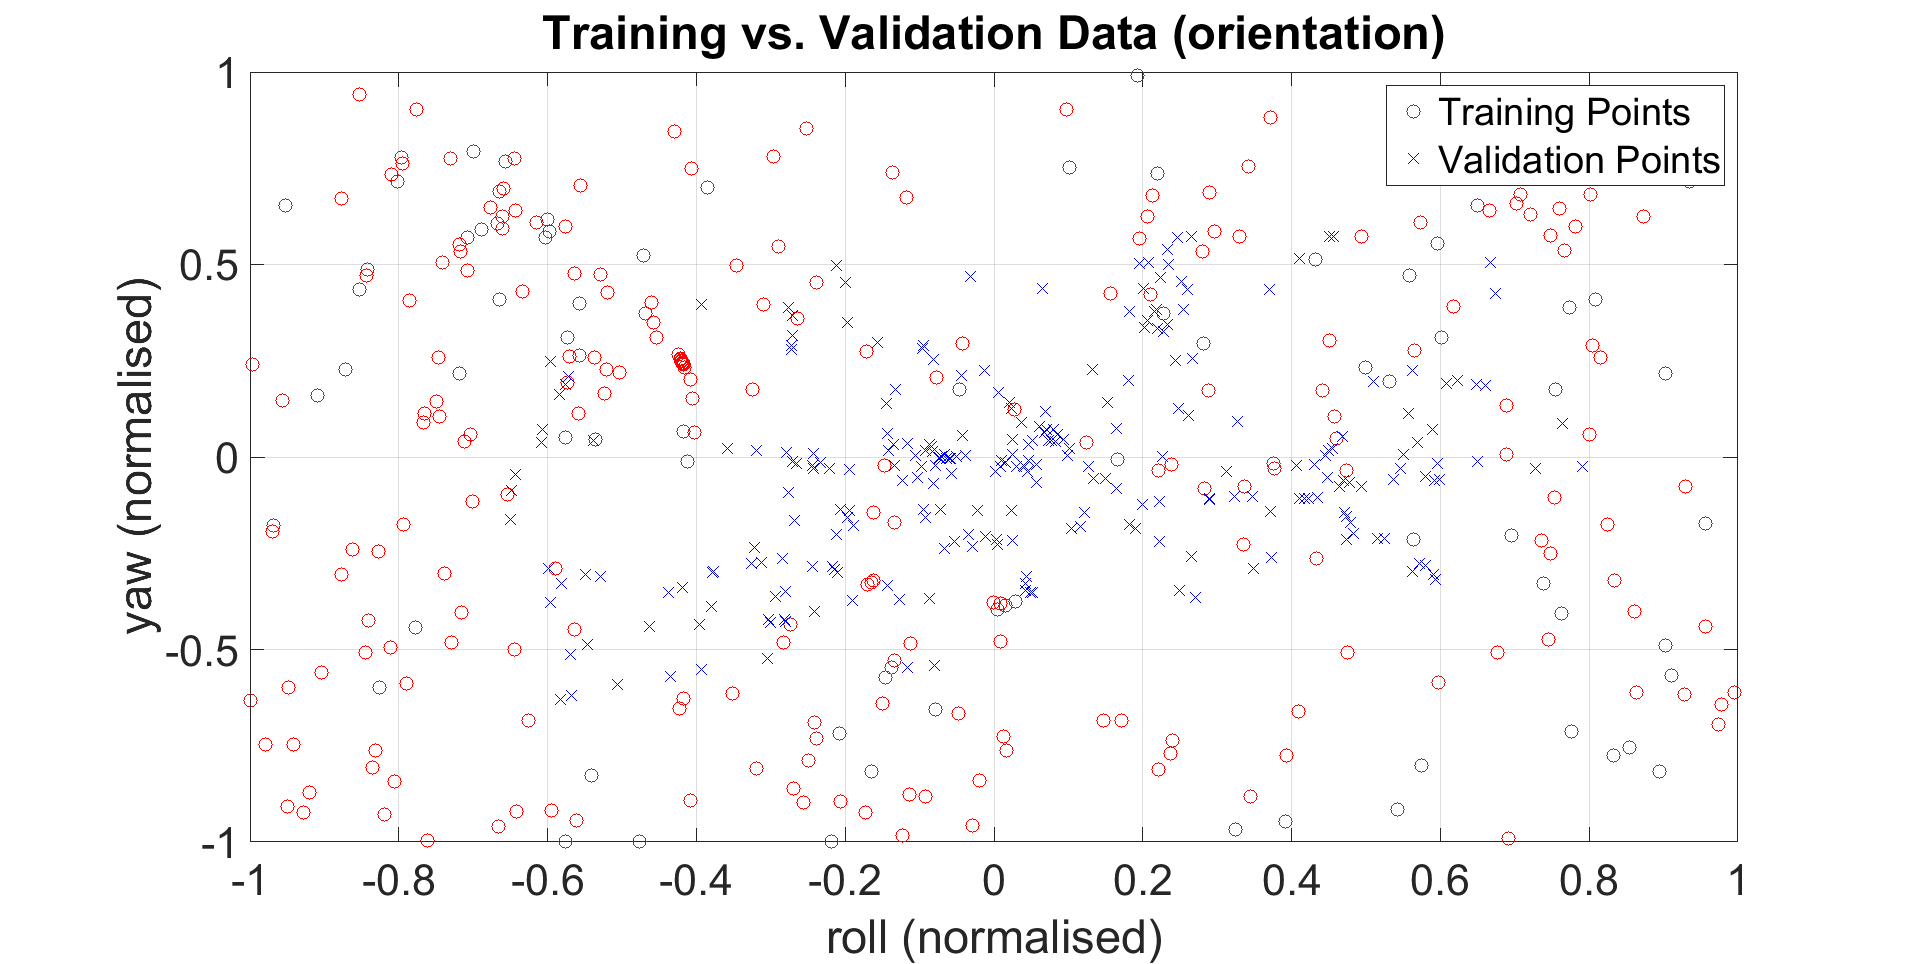 Training vs. Validation Data (orientation)
Training Points
Validation Points
1
0.5
0
-0.5
-1
yaw (normalised)
-1 -0.8 -0.6 -0.4 -0.2 0 0.2 0.4 0.6 0.8 1
roll (normalised)